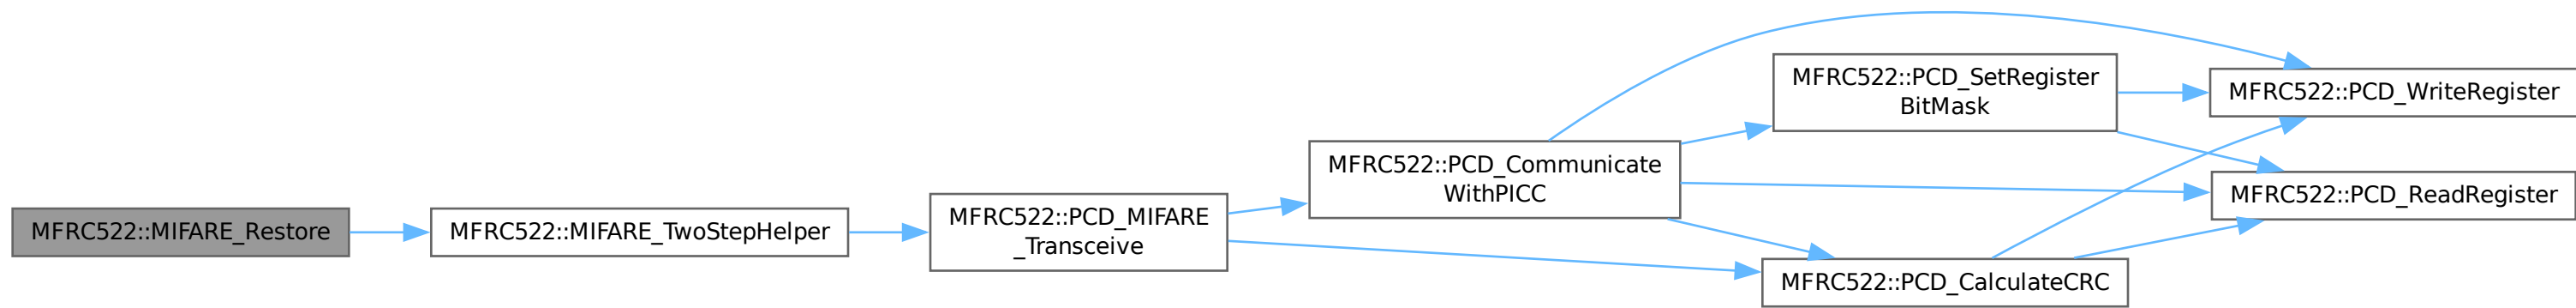 MFRC522::MIFARE_Restore
MFRC522::MIFARE_TwoStepHelper
MFRC522::PCD_MIFARE
_Transceive
MFRC522::PCD_Communicate
WithPICC
MFRC522::PCD_SetRegister
BitMask
MFRC522::PCD_CalculateCRC
MFRC522::PCD_WriteRegister
MFRC522::PCD_ReadRegister